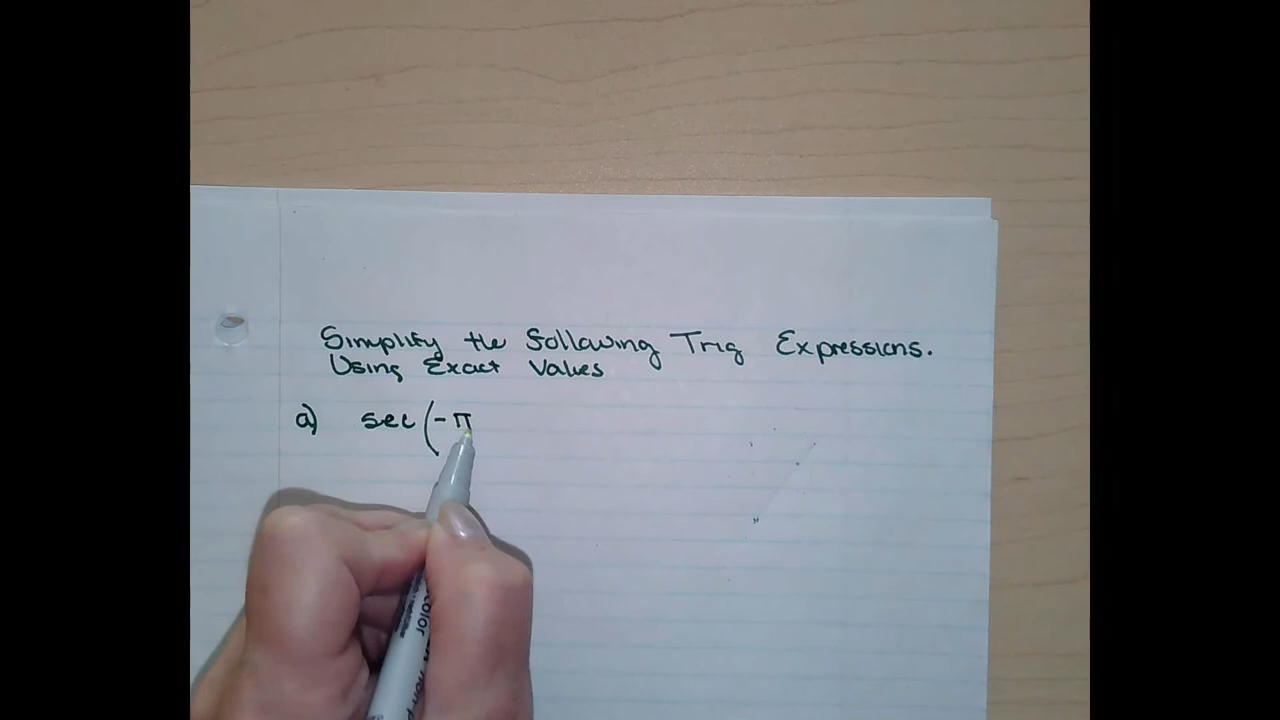 Simplify the Following Trig Expressions.
Using Exact Values
a) sec (-π